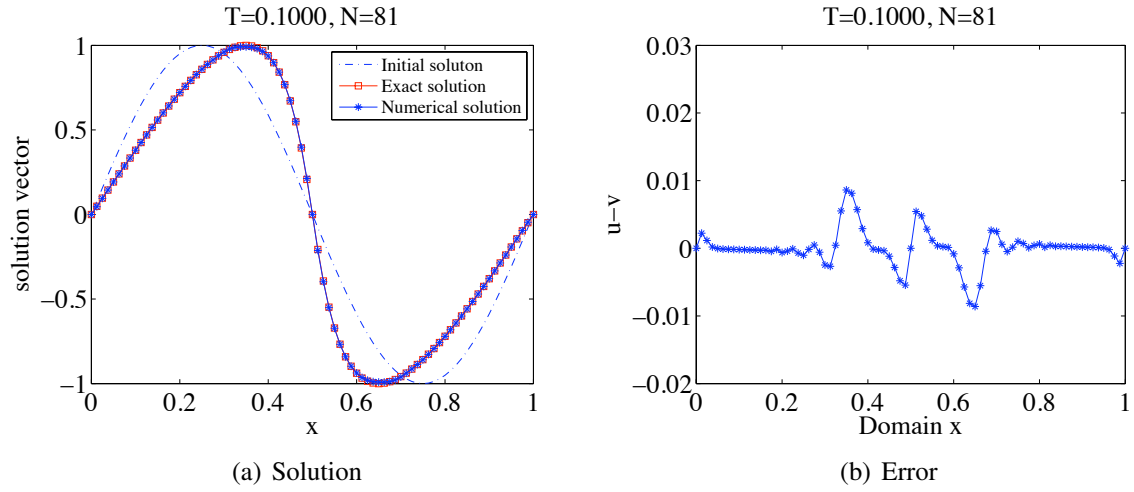 T=0.1000, N=81
solution vector
1
0.5
0
−0.5
−1
0
0.2
0.4
0.6
0.8
1
x
Initial soluton
Exact solution
Numerical solution
(a) Solution
T=0.1000, N=81
u−v
0.03
0.02
0.01
0
−0.01
−0.02
0
0.2
0.4
0.6
0.8
1
Domain x
(b) Error